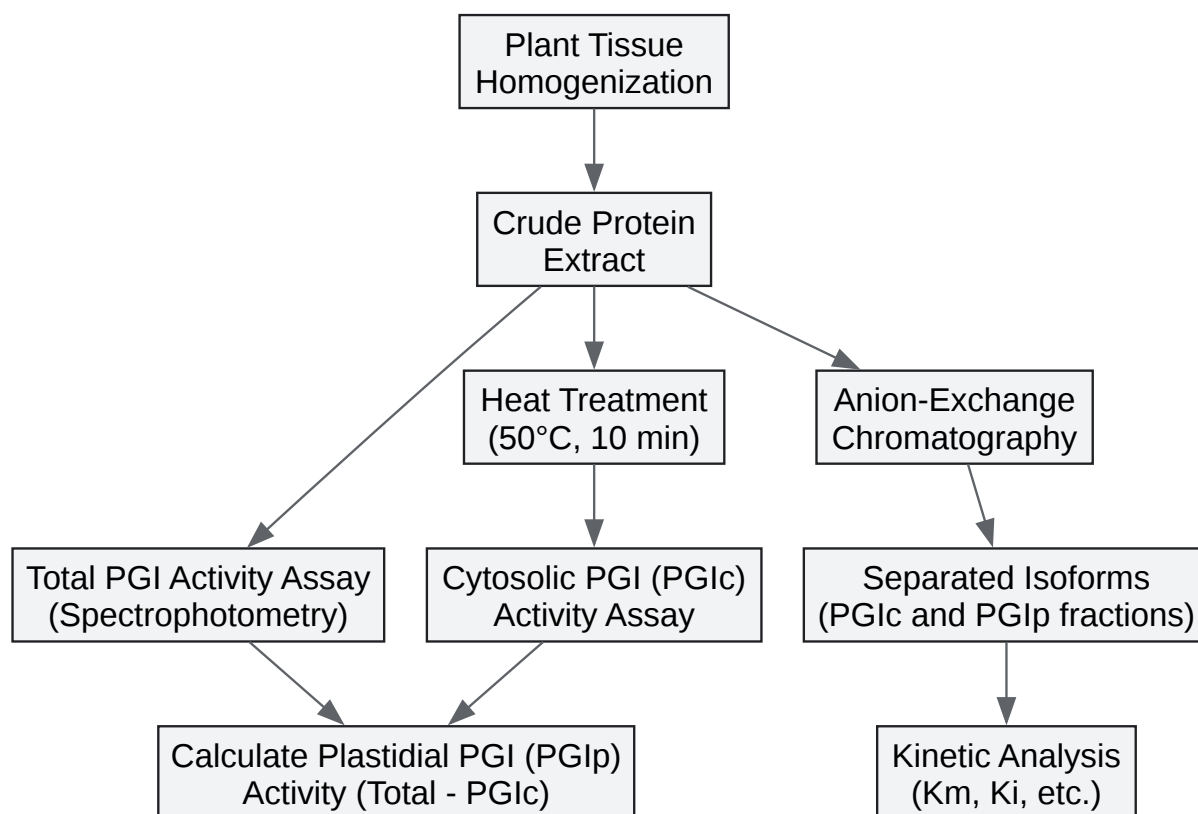 Plant Tissue
Homogenization
Crude Protein
Extract
Heat Treatment
(50°C, 10 min)
Anion-Exchange
Chromatography
Total PGI Activity Assay
(Spectrophotometry)
Cytosolic PGI (PGIc)
Activity Assay
Separated Isoforms
(PGIc and PGIp fractions)
Calculate Plastidial PGI (PGIp)
Activity (Total - PGIc)
Kinetic Analysis
(Km, Ki, etc.)